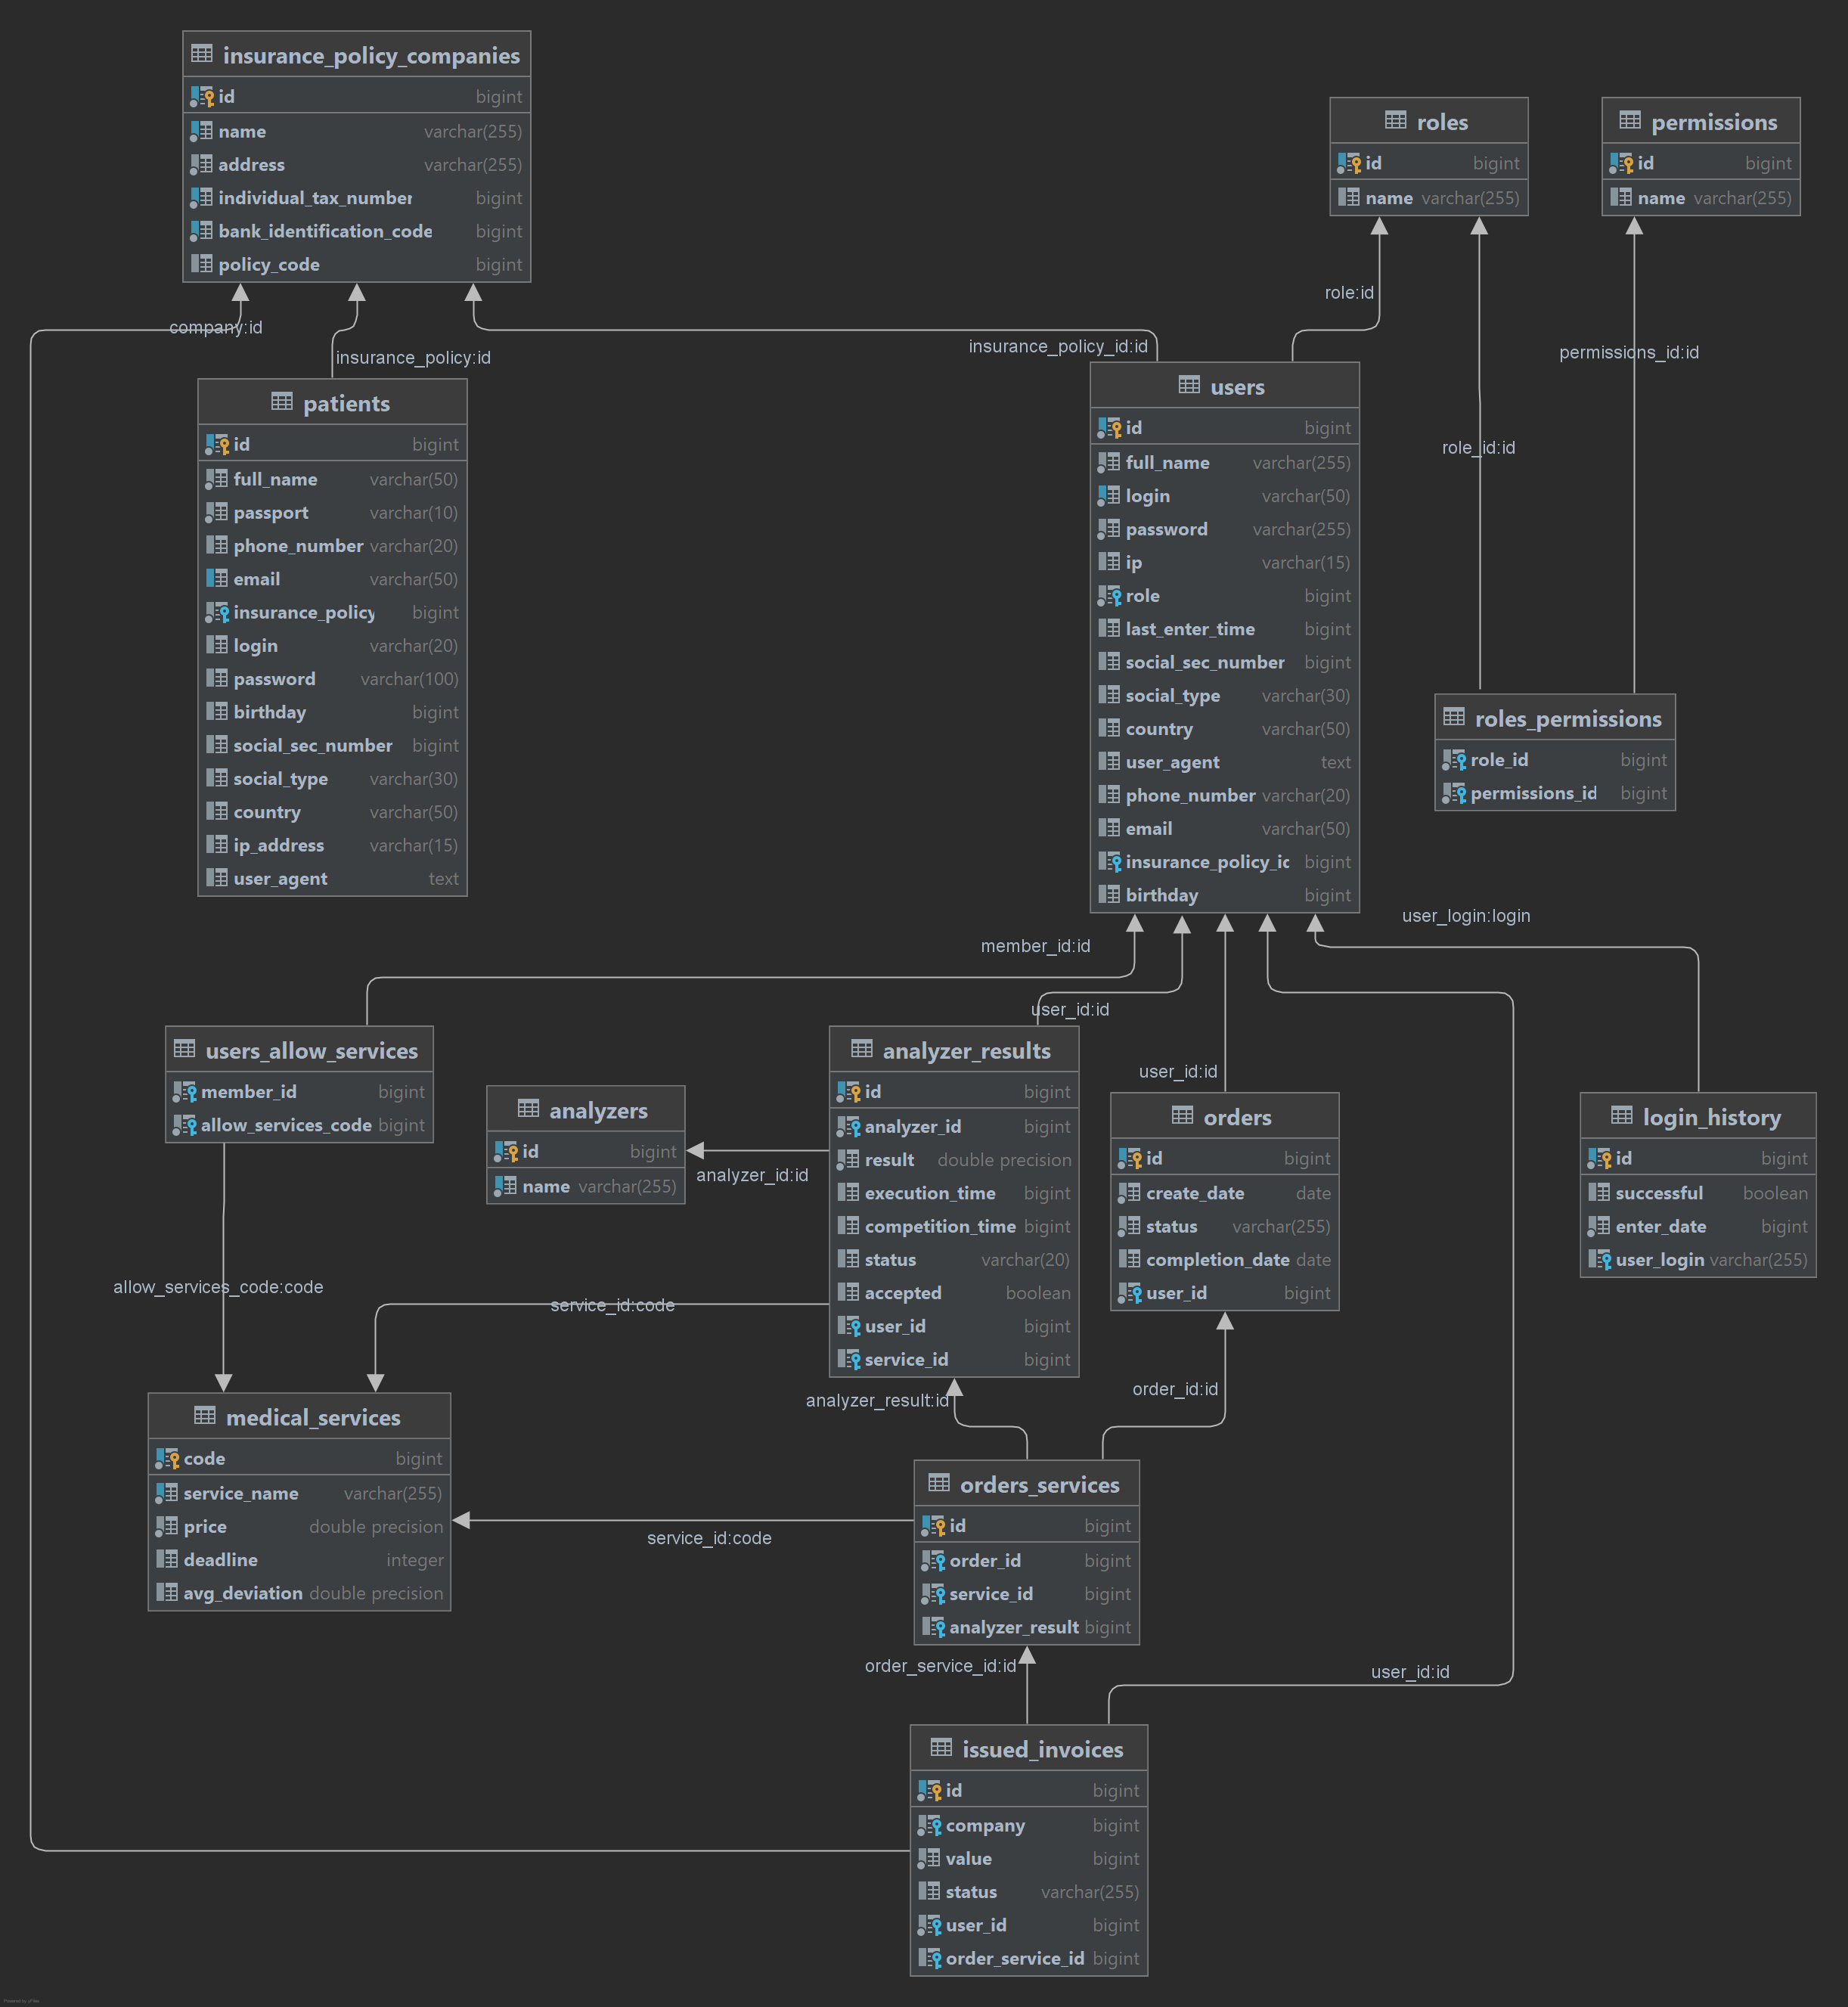 insurance_policy_companies
id bigint
name varchar(255)
address varchar(255)
individual_tax_number bigint
bank_identification_code bigint
policy_code bigint
roles
id bigint
name varchar(255)
permissions
id bigint
name varchar(255)
company:id
insurance_policy:id
insurance_policy_id:id
role:id
role_id:id
permissions_id:id
patients
id bigint
full_name varchar(50)
passport varchar(10)
phone_number varchar(20)
email varchar(50)
insurance_policy bigint
login varchar(20)
password varchar(100)
birthday bigint
social_sec_number bigint
social_type varchar(30)
country varchar(50)
ip_address varchar(15)
user_agent text
users
id bigint
full_name varchar(255)
login varchar(50)
password varchar(255)
ip varchar(15)
role bigint
last_enter_time bigint
social_sec_number bigint
social_type varchar(30)
country varchar(50)
user_agent text
phone_number varchar(20)
email varchar(50)
insurance_policy_ic bigint
birthday bigint
roles_permissions
role_id bigint
permissions_id bigint
member_id:id
user_id:id
user_id:id
user_login:login
users_allow_services
member_id bigint
allow_services_code bigint
analyzers
id bigint
name varchar(255)
analyzer_id:id
analyzer_results
id bigint
analyzer_id bigint
result double precision
execution_time bigint
competition_time bigint
status varchar(20)
accepted boolean
user_id bigint
service_id bigint
orders
id bigint
create_date date
status varchar(255)
completion_date date
user_id bigint
login_history
id bigint
successful boolean
enter_date bigint
user_login varchar(255)
allow_services_code:code
service_id:code
analyzer_result:id
order_id:id
medical_services
code bigint
service_name varchar(255)
price double precision
deadline integer
avg_deviation double precision
service_id:code
orders_services
id bigint
order_id bigint
service_id bigint
analyzer_result bigint
order_service_id:id
user_id:id
issued_invoices
id bigint
company bigint
value bigint
status varchar(255)
user_id bigint
order_service_id bigint